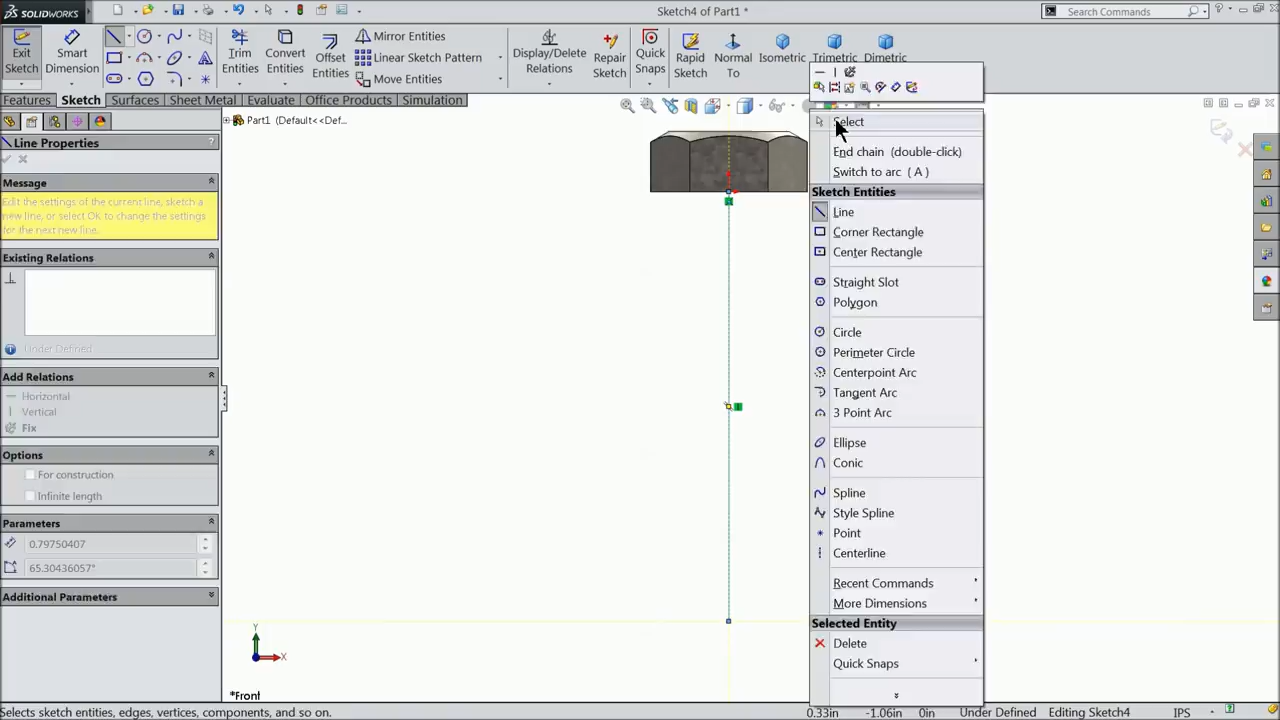 SOLIDWORKS
Sketch4 of Part1 *
Search Commands
Exit Sketch
Smart Dimension
Trim Entities
Convert Entities
Offset Entities
Mirror Entities
Linear Sketch Pattern
Move Entities
Display/Delete Relations
Repair Sketch
Quick Snaps
Rapid Sketch
Normal To
Isometric
Trimetric
Dimetric
Features
Sketch
Surfaces
Sheet Metal
Evaluate
Office Products
Simulation
Part1 (Default<<Def...
Line Properties
?
Message
Edit the settings of the current line, sketch a
new line, or select OK to change the settings
for the next new line.
Existing Relations
Under Defined
Add Relations
Horizontal
Vertical
Fix
Options
For construction
Infinite length
Parameters
0.79750407
65.30436057°
Additional Parameters
Select
End chain (double-click)
Switch to arc ( A )
Sketch Entities
Line
Corner Rectangle
Center Rectangle
Straight Slot
Polygon
Circle
Perimeter Circle
Centerpoint Arc
Tangent Arc
3 Point Arc
Ellipse
Conic
Spline
Style Spline
Point
Centerline
Recent Commands
More Dimensions
Selected Entity
Delete
Quick Snaps
Y
X
*Front
Selects sketch entities, edges, vertices, components, and so on.
0.33in
-1.06in
0in
Under Defined
Editing Sketch4
IPS